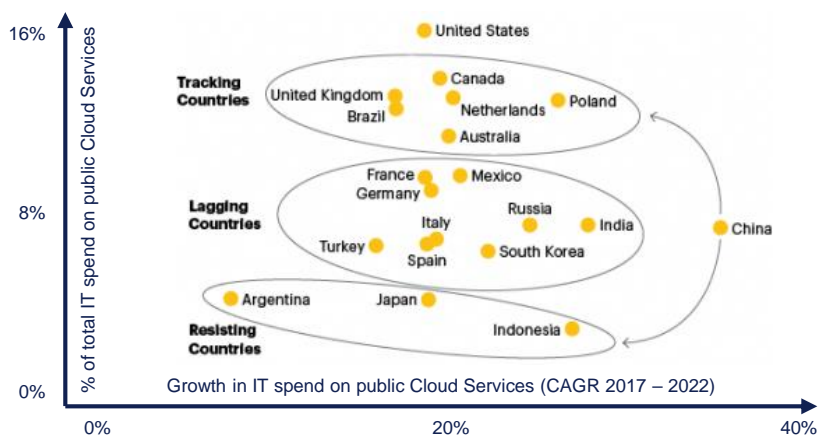 16%
8%
0%
% of total IT spend on public Cloud Services
United States
Tracking
Countries
Canada
United Kingdom
Netherlands
Poland
Brazil
Australia
Lagging
Countries
France
Mexico
Germany
Russia
Italy
India
China
Turkey
Spain
South Korea
Resisting
Countries
Argentina
Japan
Indonesia
Growth in IT spend on public Cloud Services (CAGR 2017 – 2022)
0%
20%
40%